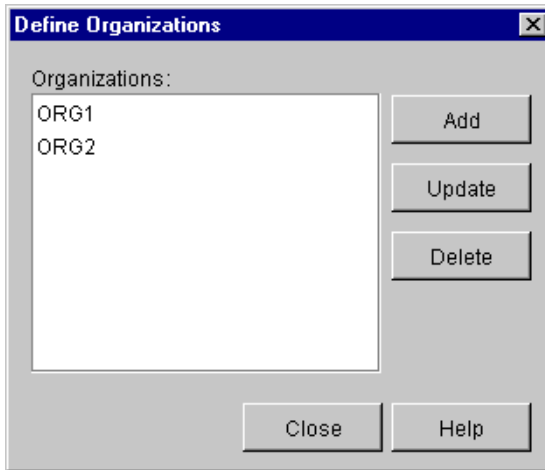 Define Organizations
Organizations:
ORG1
ORG2
Add
Update
Delete
Close
Help